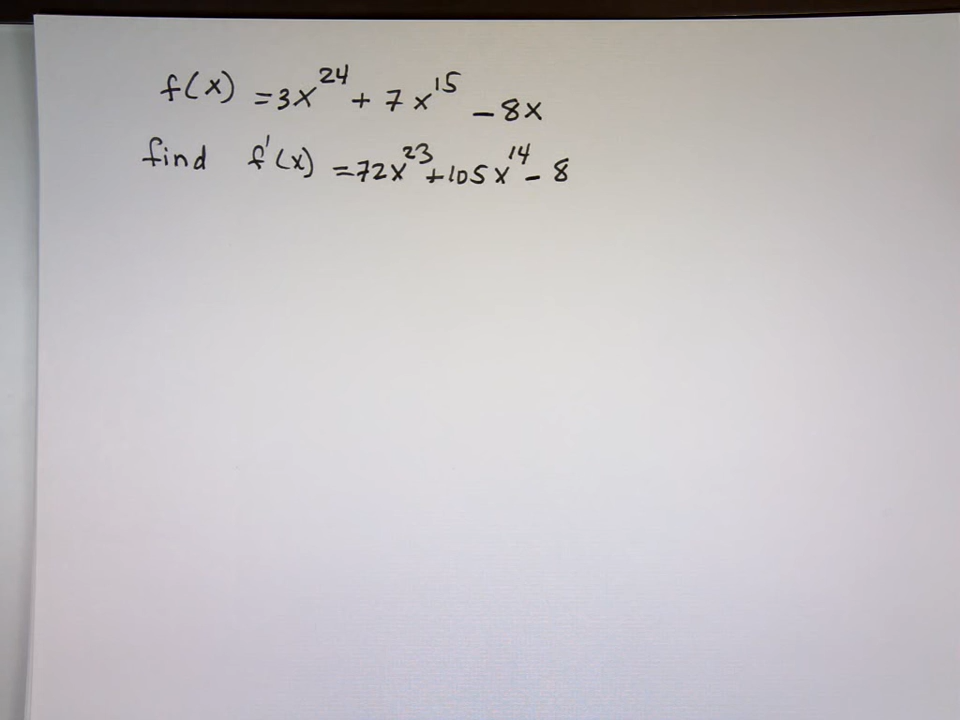 f(x) = 3x^24 + 7x^15 - 8x
find f'(x) = 72x^23 + 105x^14 - 8